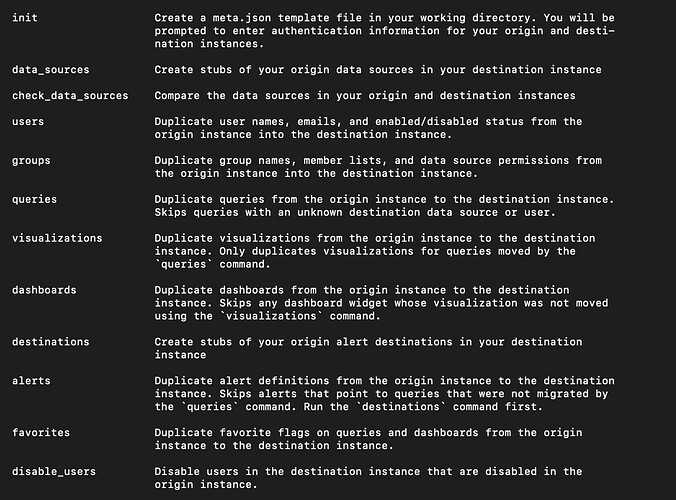 init Create a meta.json template file in your working directory. You will be
prompted to enter authentication information for your origin and desti-
nation instances.
data_sources Create stubs of your origin data sources in your destination instance
check_data_sources Compare the data sources in your origin and destination instances
users Duplicate user names, emails, and enabled/disabled status from the
origin instance into the destination instance.
groups Duplicate group names, member lists, and data source permissions from
the origin instance into the destination instance.
queries Duplicate queries from the origin instance to the destination instance.
Skips queries with an unknown destination data source or user.
visualizations Duplicate visualizations from the origin instance to the destination
instance. Only duplicates visualizations for queries moved by the
`queries` command.
dashboards Duplicate dashboards from the origin instance to the destination
instance. Skips any dashboard widget whose visualization was not moved
using the `visualizations` command.
destinations Create stubs of your origin alert destinations in your destination
instance
alerts Duplicate alert definitions from the origin instance to the destination
instance. Skips alerts that point to queries that were not migrated by
the `queries` command. Run the `destinations` command first.
favorites Duplicate favorite flags on queries and dashboards from the origin
instance to the destination instance.
disable_users Disable users in the destination instance that are disabled in the
origin instance.